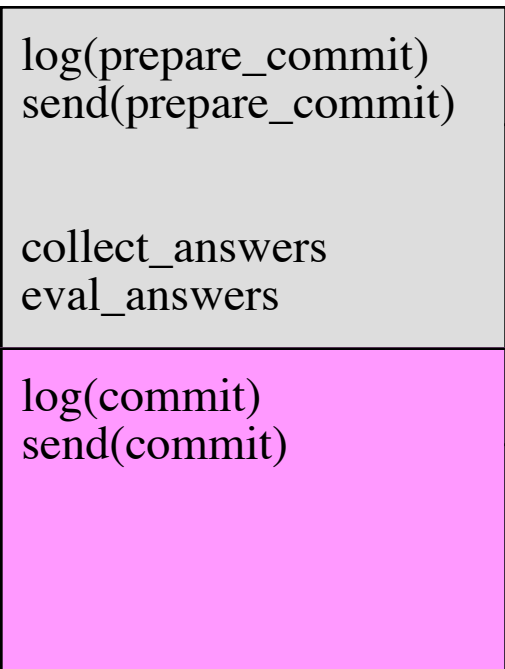 log(prepare_commit)
send(prepare_commit)
collect_answers
eval_answers
log(commit)
send(commit)